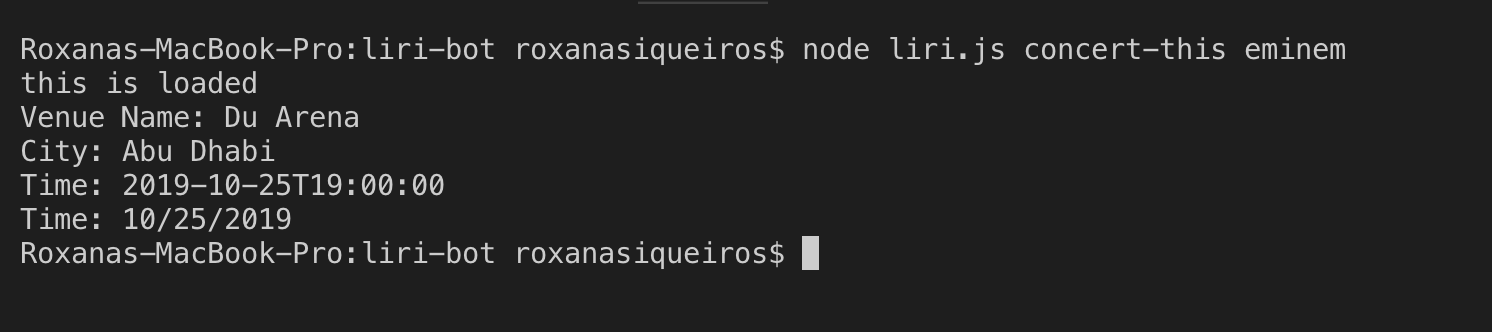 Roxanas-MacBook-Pro:liri-bot roxanasiqueiros$ node liri.js concert-this eminem
this is loaded
Venue Name: Du Arena
City: Abu Dhabi
Time: 2019-10-25T19:00:00
Time: 10/25/2019
Roxanas-MacBook-Pro:liri-bot roxanasiqueiros$